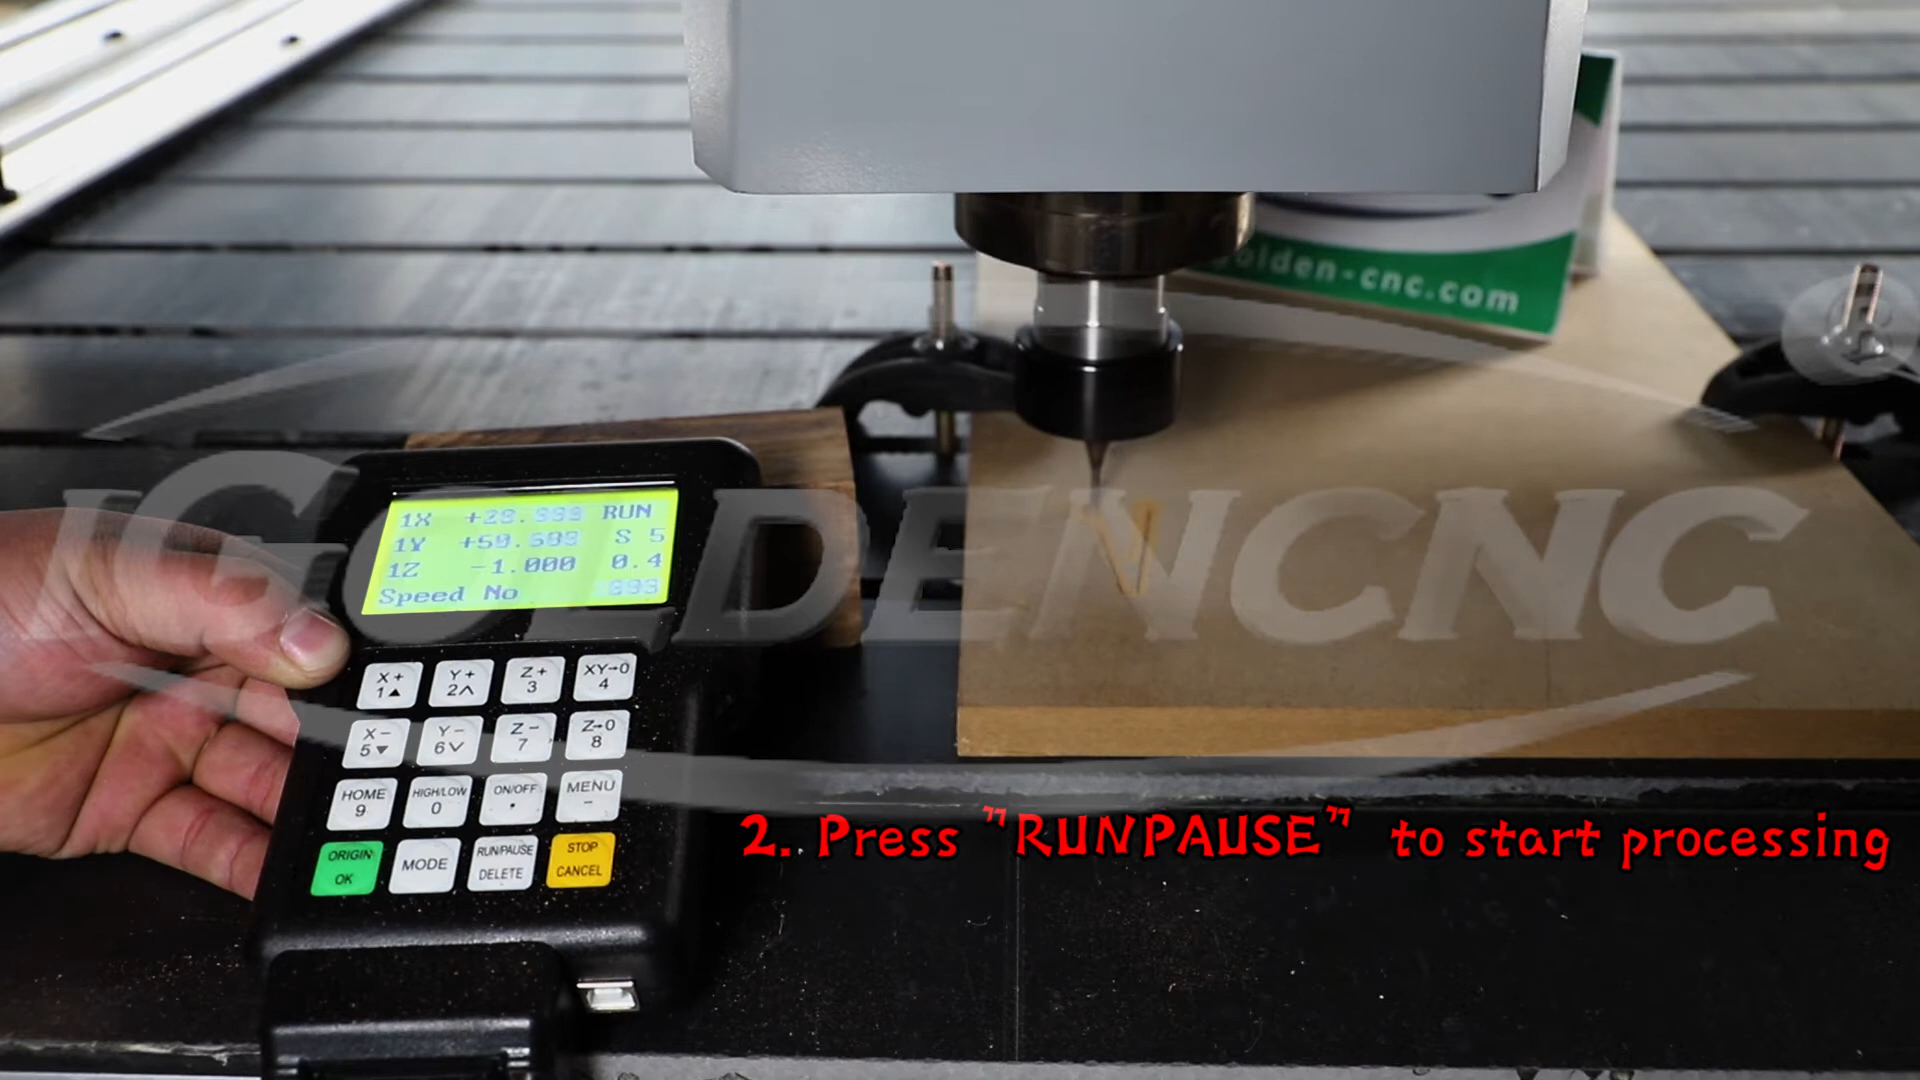 olden-cnc.com
iGOLDENCNC
1X RUN
1Y S 5
1Z -1.000 0.4
Speed No
X+ Y+ Z+ XY→0
1▲ 2∧ 3 4
X- Y- Z- Z→0
5▼ 6∨ 7 8
HOME HIGH/LOW ON/OFF MENU
9 0 . -
ORIGIN MODE RUN/PAUSE STOP
OK DELETE CANCEL
2. Press "RUNPAUSE" to start processing